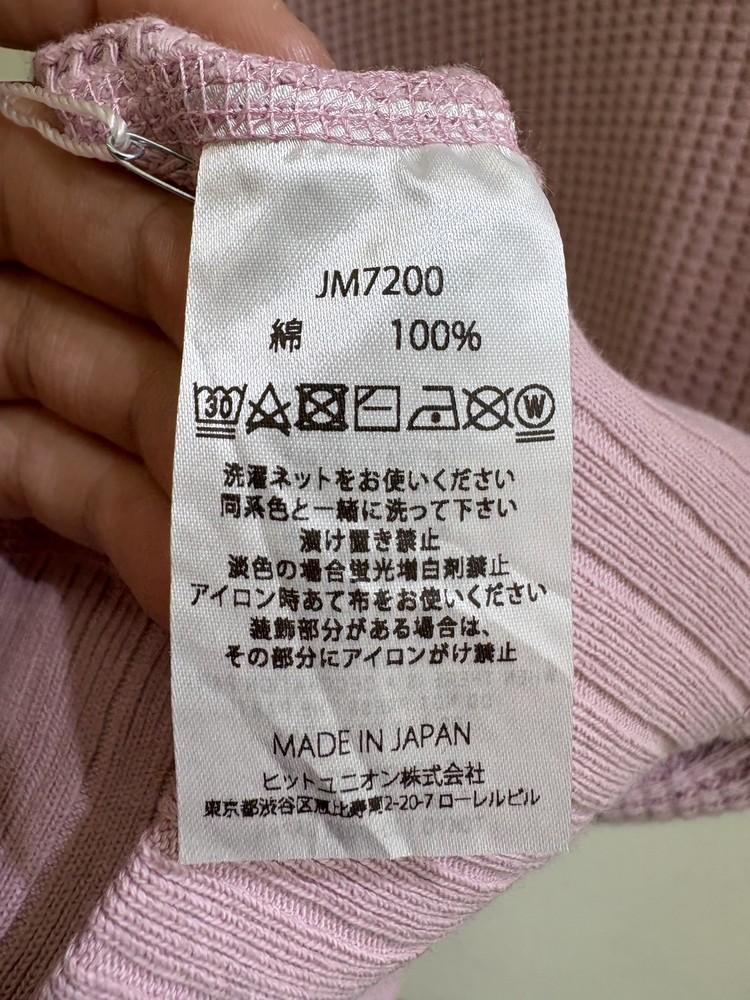 JM7200
綿 100%
30
W
洗濯ネットをお使いください
同系色と一緒に洗って下さい
漬け置き禁止
淡色の場合蛍光増白剤禁止
アイロン時あて布をお使いください
装飾部分がある場合は、
その部分にアイロンがけ禁止
MADE IN JAPAN
ヒットユニオン株式会社
東京都渋谷区恵比寿南2-20-7 ローレルビル